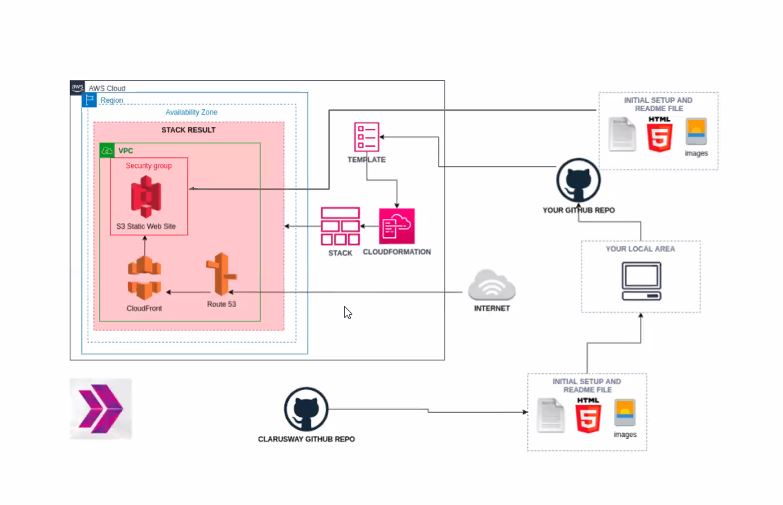 aws
AWS Cloud
Region
Availability Zone
STACK RESULT
VPC
Security group
S3 Static Web Site
CloudFront
Route 53
TEMPLATE
STACK
CLOUDFORMATION
INTERNET
INITIAL SETUP AND
README FILE
HTML
5
images
YOUR GITHUB REPO
YOUR LOCAL AREA
INITIAL SETUP AND
README FILE
HTML
5
images
CLARUSWAY GITHUB REPO